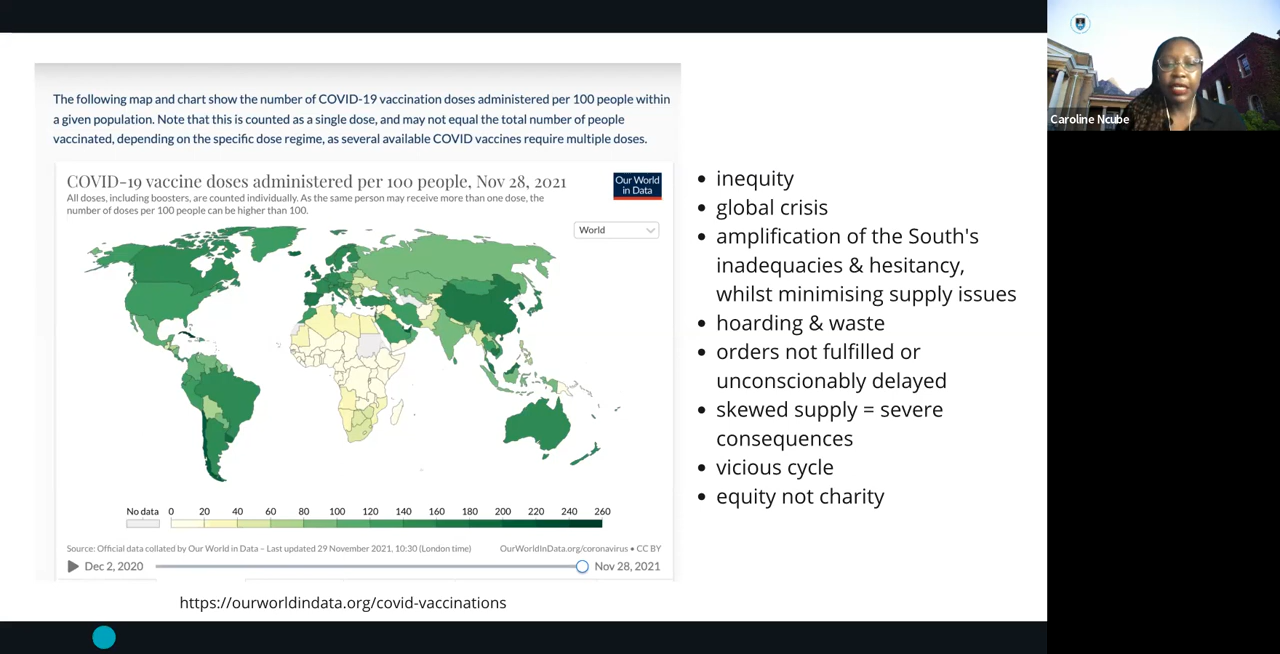 The following map and chart show the number of COVID-19 vaccination doses administered per 100 people within
a given population. Note that this is counted as a single dose, and may not equal the total number of people
vaccinated, depending on the specific dose regime, as several available COVID vaccines require multiple doses.
COVID-19 vaccine doses administered per 100 people, Nov 28, 2021
All doses, including boosters, are counted individually. As the same person may receive more than one dose, the
number of doses per 100 people can be higher than 100.
Our World
in Data
World
No data 0 20 40 60 80 100 120 140 160 180 200 220 240 260
Source: Official data collated by Our World in Data – Last updated 29 November 2021, 10:30 (London time)
OurWorldInData.org/coronavirus • CC BY
Dec 2, 2020
Nov 28, 2021
https://ourworldindata.org/covid-vaccinations
• inequity
• global crisis
• amplification of the South's
inadequacies & hesitancy,
whilst minimising supply issues
• hoarding & waste
• orders not fulfilled or
unconscionably delayed
• skewed supply = severe
consequences
• vicious cycle
• equity not charity
Caroline Ncube